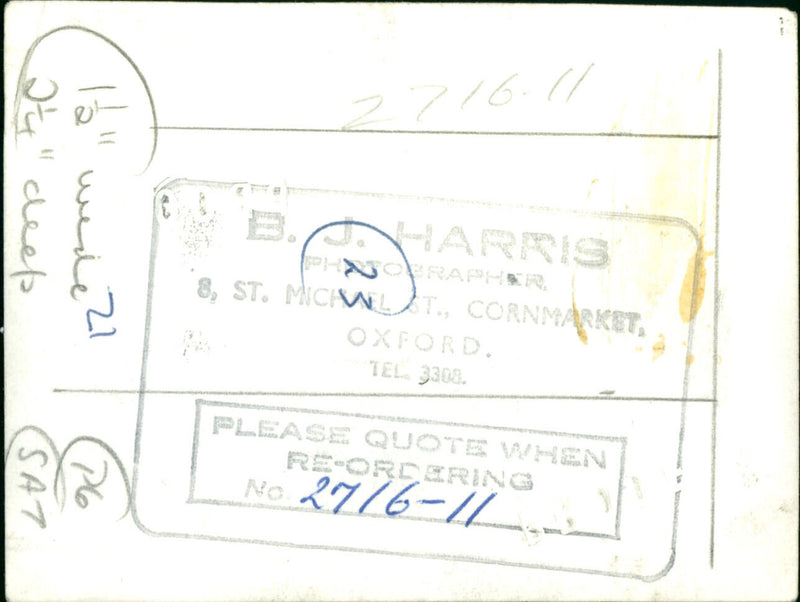 2716-11
B. J. HARRIS
PHOTOGRAPHER
8, ST. MICHAEL ST., CORNMARKET,
OXFORD.
TEL. 3308.
PLEASE QUOTE WHEN
RE-ORDERING
No. 2716-11
23
1½" wide
2¼" deep
21
P6
SAT